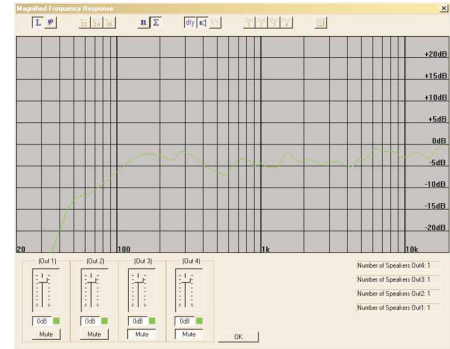 Magnified Frequency Response
L φ n Σ dly
+20dB
+15dB
+10dB
+5dB
0dB
-5dB
-10dB
-15dB
-20dB
20 100 1k 10k
(Out 1) (Out 2) (Out 3) (Out 4)
0dB 0dB 0dB 0dB
Mute Mute Mute Mute
OK
Number of Speakers Out4: 1
Number of Speakers Out3: 1
Number of Speakers Out2: 1
Number of Speakers Out1: 1